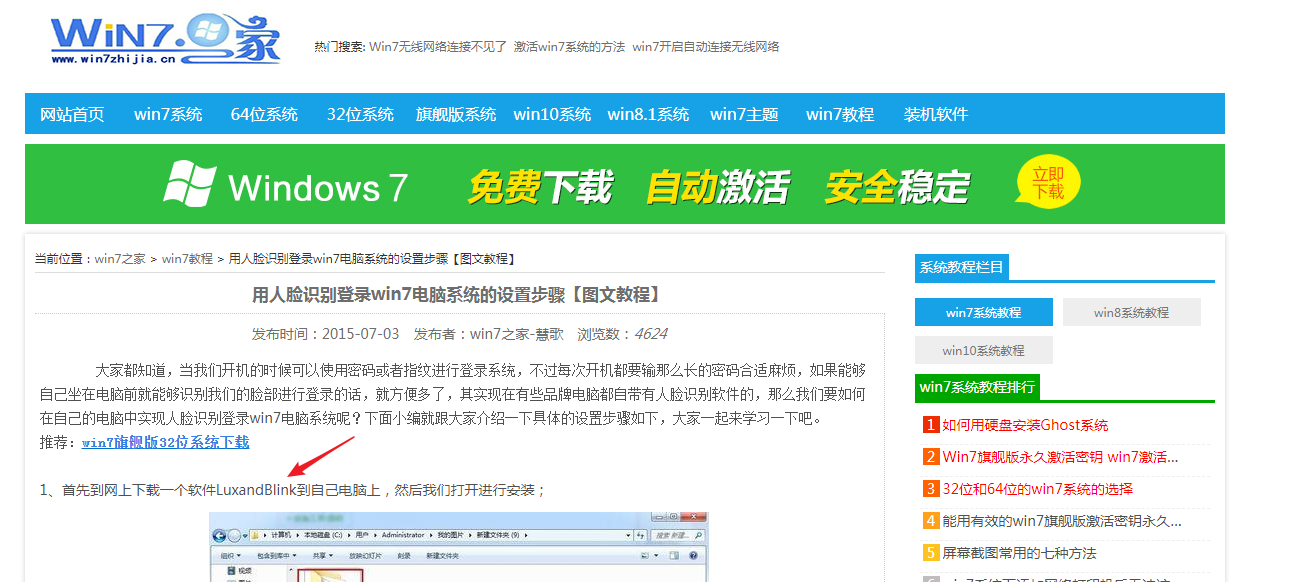 Win7.之家
www.win7zhijia.cn
热门搜索: Win7无线网络连接不见了 激活win7系统的方法 win7开启自动连接无线网络
网站首页 win7系统 64位系统 32位系统 旗舰版系统 win10系统 win8.1系统 win7主题 win7教程 装机软件
Windows 7 免费下载 自动激活 安全稳定 立即
下载
当前位置：win7之家 > win7教程 > 用人脸识别登录win7电脑系统的设置步骤【图文教程】
用人脸识别登录win7电脑系统的设置步骤【图文教程】
发布时间：2015-07-03 发布者：win7之家-慧歌 浏览数：4624
大家都知道，当我们开机的时候可以使用密码或者指纹进行登录系统，不过每次开机都要输那么长的密码合适麻烦，如果能够
自己坐在电脑前就能够识别我们的脸部进行登录的话，就方便多了，其实现在有些品牌电脑都自带有人脸识别软件的，那么我们要如何
在自己的电脑中实现人脸识别登录win7电脑系统呢？下面小编就跟大家介绍一下具体的设置步骤如下，大家一起来学习一下吧。
推荐：win7旗舰版32位系统下载
1、首先到网上下载一个软件LuxandBlink到自己电脑上，然后我们打开进行安装；
计算机 本地磁盘 (C:) 用户 Administrator 我的图片 新建文件夹 (9) 搜索 新建...
组织 包含到库中 共享 放映幻灯片 刻录 新建文件夹
视频
系统教程栏目
win7系统教程 win8系统教程
win10系统教程
win7系统教程排行
1 如何用硬盘安装Ghost系统
2 Win7旗舰版永久激活密钥 win7激活...
3 32位和64位的win7系统的选择
4 能用有效的win7旗舰版激活密钥永久...
5 屏幕截图常用的七种方法